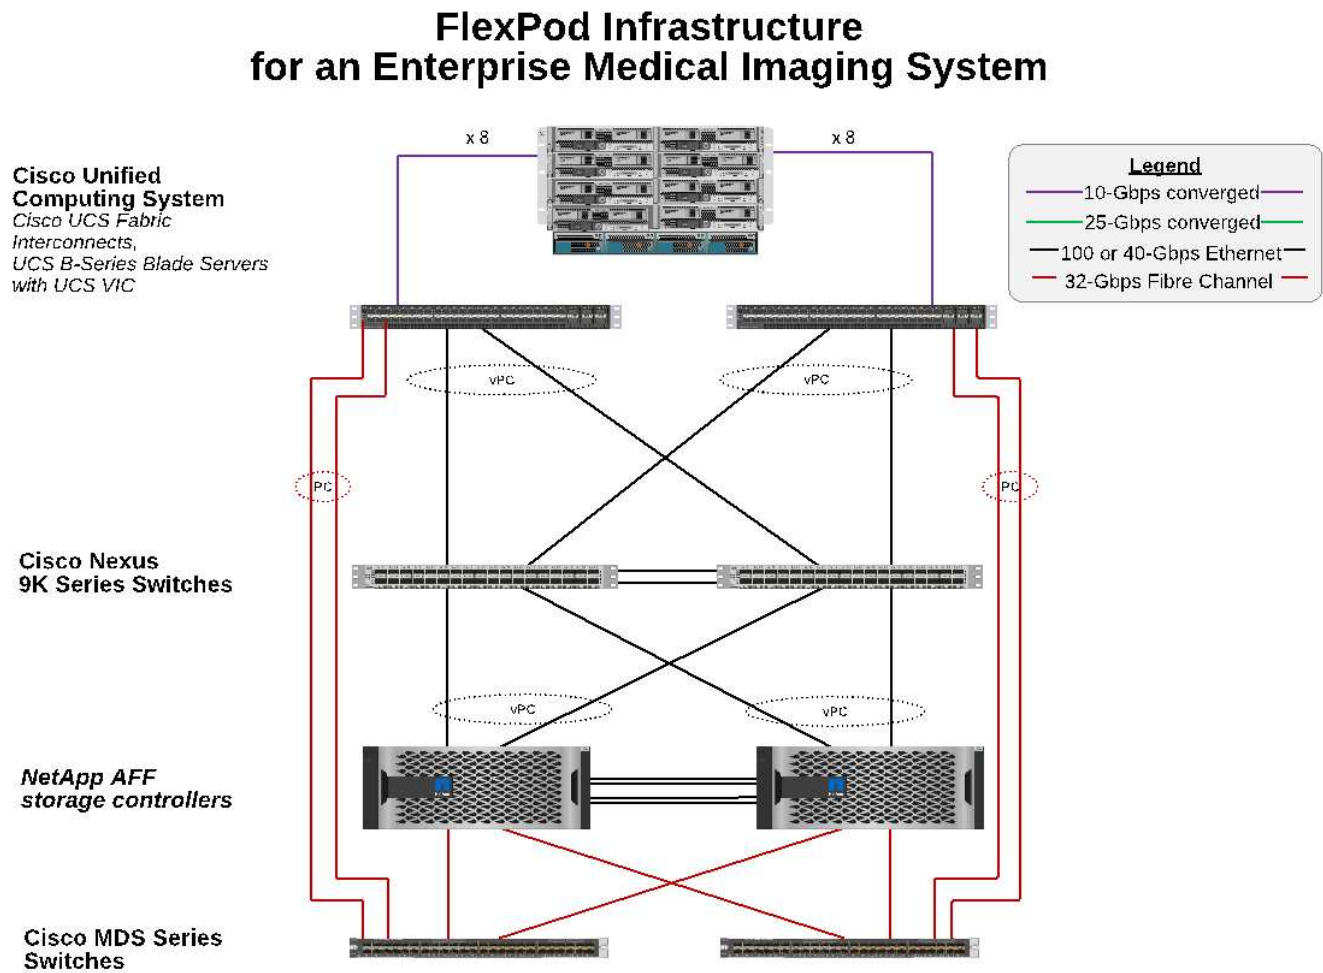 FlexPod Infrastructure
for an Enterprise Medical Imaging System
x 8
x 8
Cisco Unified
Computing System
Cisco UCS Fabric
Interconnects,
UCS B-Series Blade Servers
with UCS VIC
Legend
10-Gbps converged
25-Gbps converged
100 or 40-Gbps Ethernet
32-Gbps Fibre Channel
vPC
vPC
PC
PC
Cisco Nexus
9K Series Switches
vPC
vPC
NetApp AFF
storage controllers
Cisco MDS Series
Switches